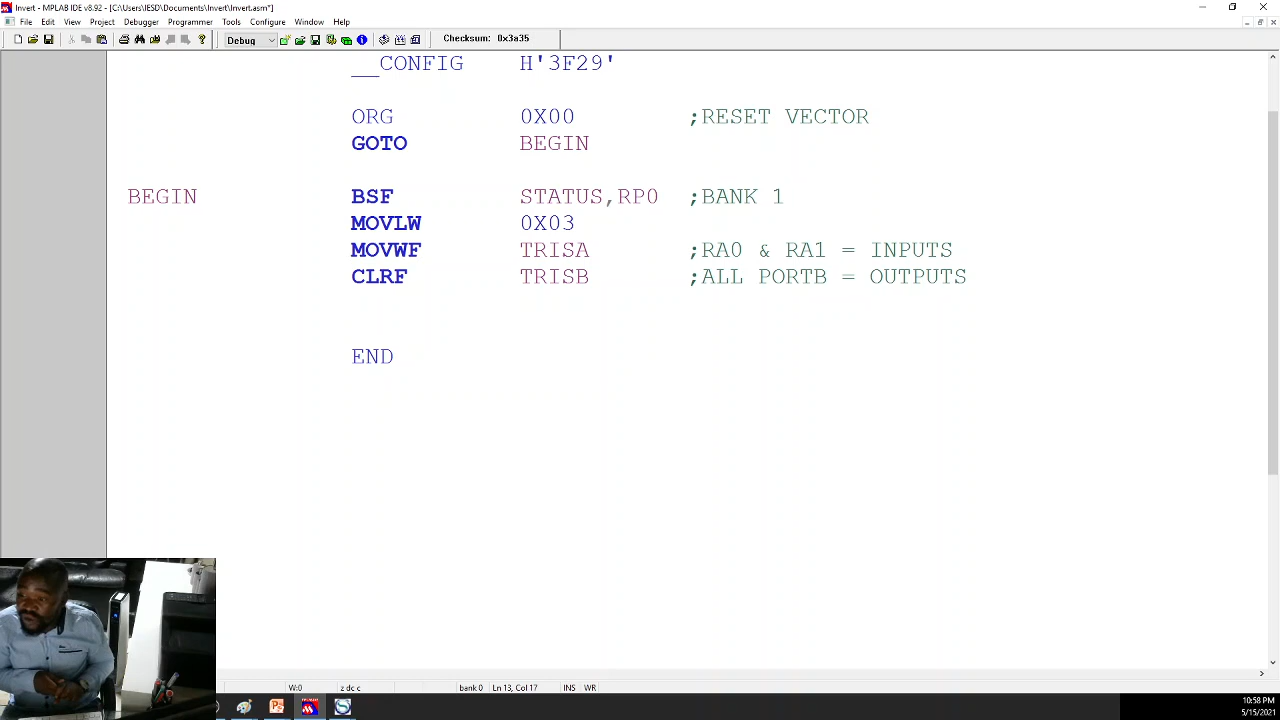 Invert - MPLAB IDE v8.92 - [C:\Users\IESD\Documents\Invert\Invert.asm*]
File Edit View Project Debugger Programmer Tools Configure Window Help
Debug Checksum: 0x3a35
__CONFIG H'3F29'
ORG 0X00 ;RESET VECTOR
GOTO BEGIN
BEGIN BSF STATUS,RP0 ;BANK 1
MOVLW 0X03
MOVWF TRISA ;RA0 & RA1 = INPUTS
CLRF TRISB ;ALL PORTB = OUTPUTS
END
W:0 z dc c bank 0 Ln 13, Col 17 INS WR
10:58 PM
5/15/2021